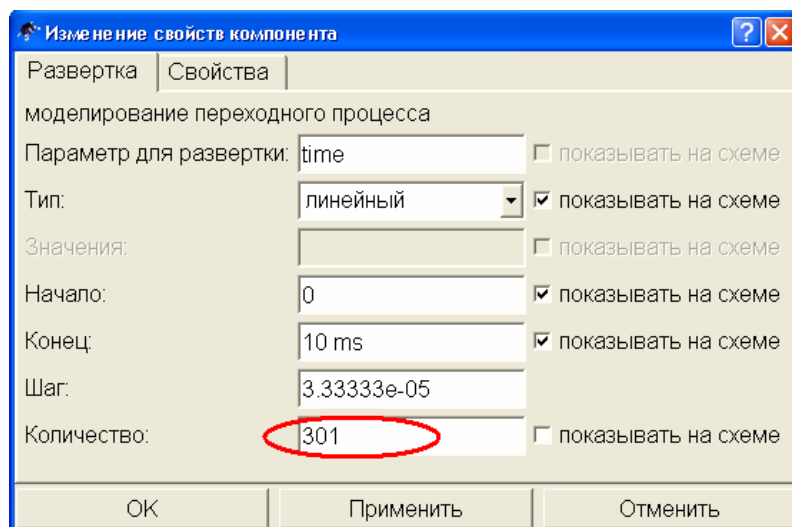 Изменение свойств компонента
Развертка Свойства
моделирование переходного процесса
Параметр для развертки: time показывать на схеме
Тип: линейный показывать на схеме
Значения: показывать на схеме
Начало: 0 показывать на схеме
Конец: 10 ms показывать на схеме
Шаг: 3.33333e-05
Количество: 301 показывать на схеме
OK Применить Отменить